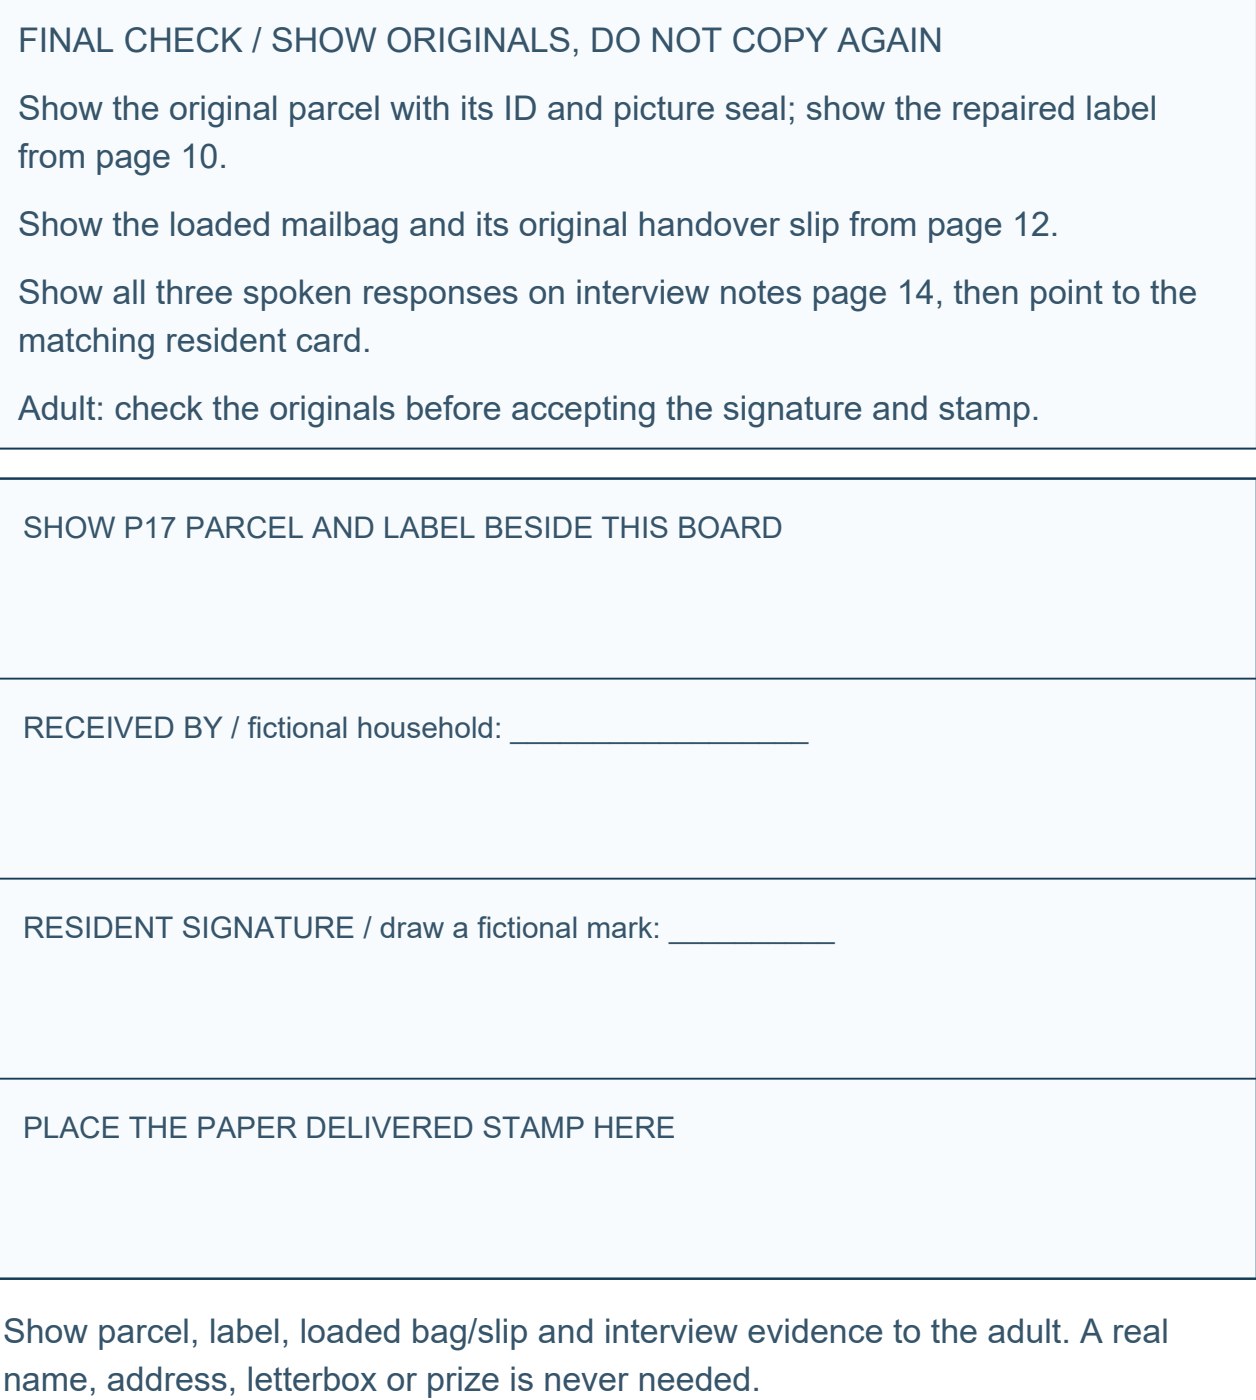 FINAL CHECK / SHOW ORIGINALS, DO NOT COPY AGAIN
Show the original parcel with its ID and picture seal; show the repaired label
from page 10.
Show the loaded mailbag and its original handover slip from page 12.
Show all three spoken responses on interview notes page 14, then point to the
matching resident card.
Adult: check the originals before accepting the signature and stamp.
SHOW P17 PARCEL AND LABEL BESIDE THIS BOARD
RECEIVED BY / fictional household: __________________
RESIDENT SIGNATURE / draw a fictional mark: __________
PLACE THE PAPER DELIVERED STAMP HERE
Show parcel, label, loaded bag/slip and interview evidence to the adult. A real
name, address, letterbox or prize is never needed.